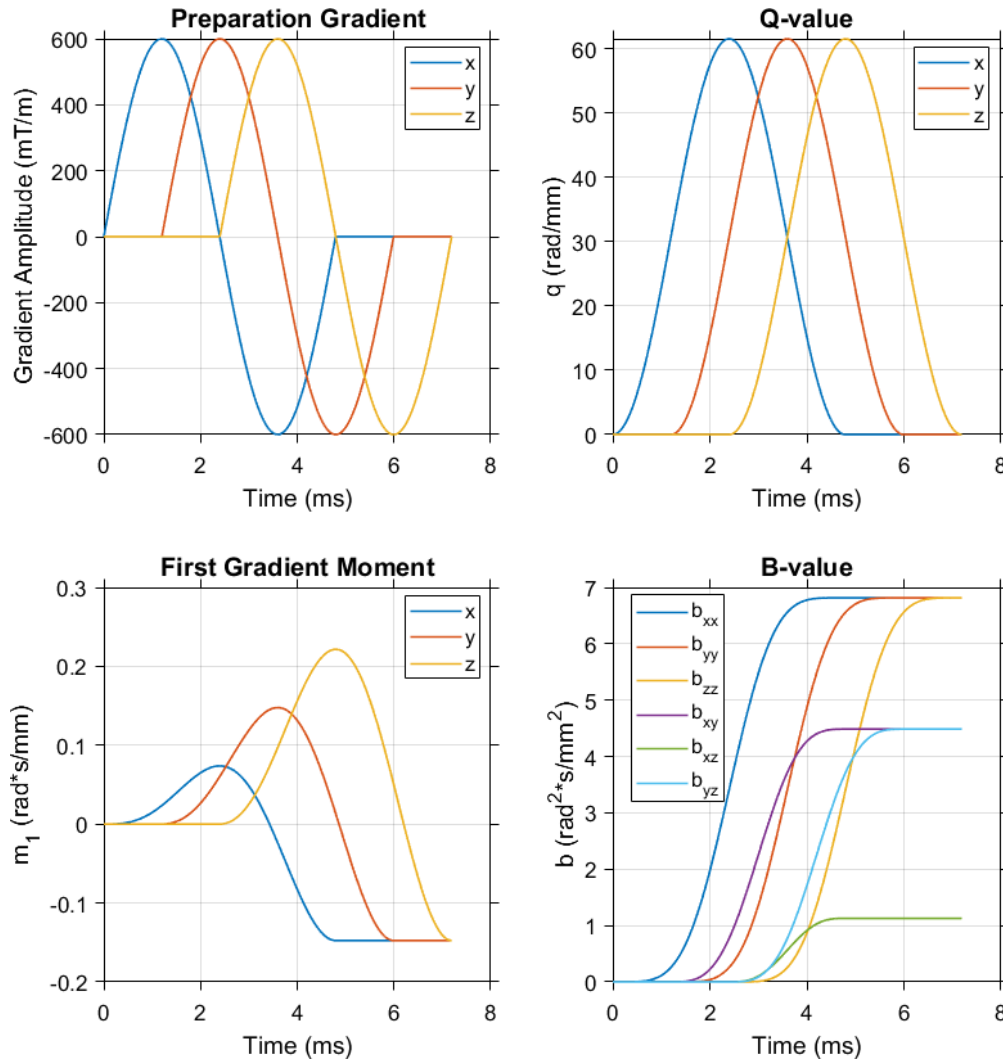 Preparation Gradient
Gradient Amplitude (mT/m)
600
400
200
0
-200
-400
-600
0 2 4 6 8
Time (ms)
x
y
z
Q-value
q (rad/mm)
60
50
40
30
20
10
0
0 2 4 6 8
Time (ms)
x
y
z
First Gradient Moment
m1 (rad*s/mm)
0.3
0.2
0.1
0
-0.1
-0.2
0 2 4 6 8
Time (ms)
x
y
z
B-value
b (rad²*s/mm²)
7
6
5
4
3
2
1
0
0 2 4 6 8
Time (ms)
bxx
byy
bzz
bxy
bxz
byz